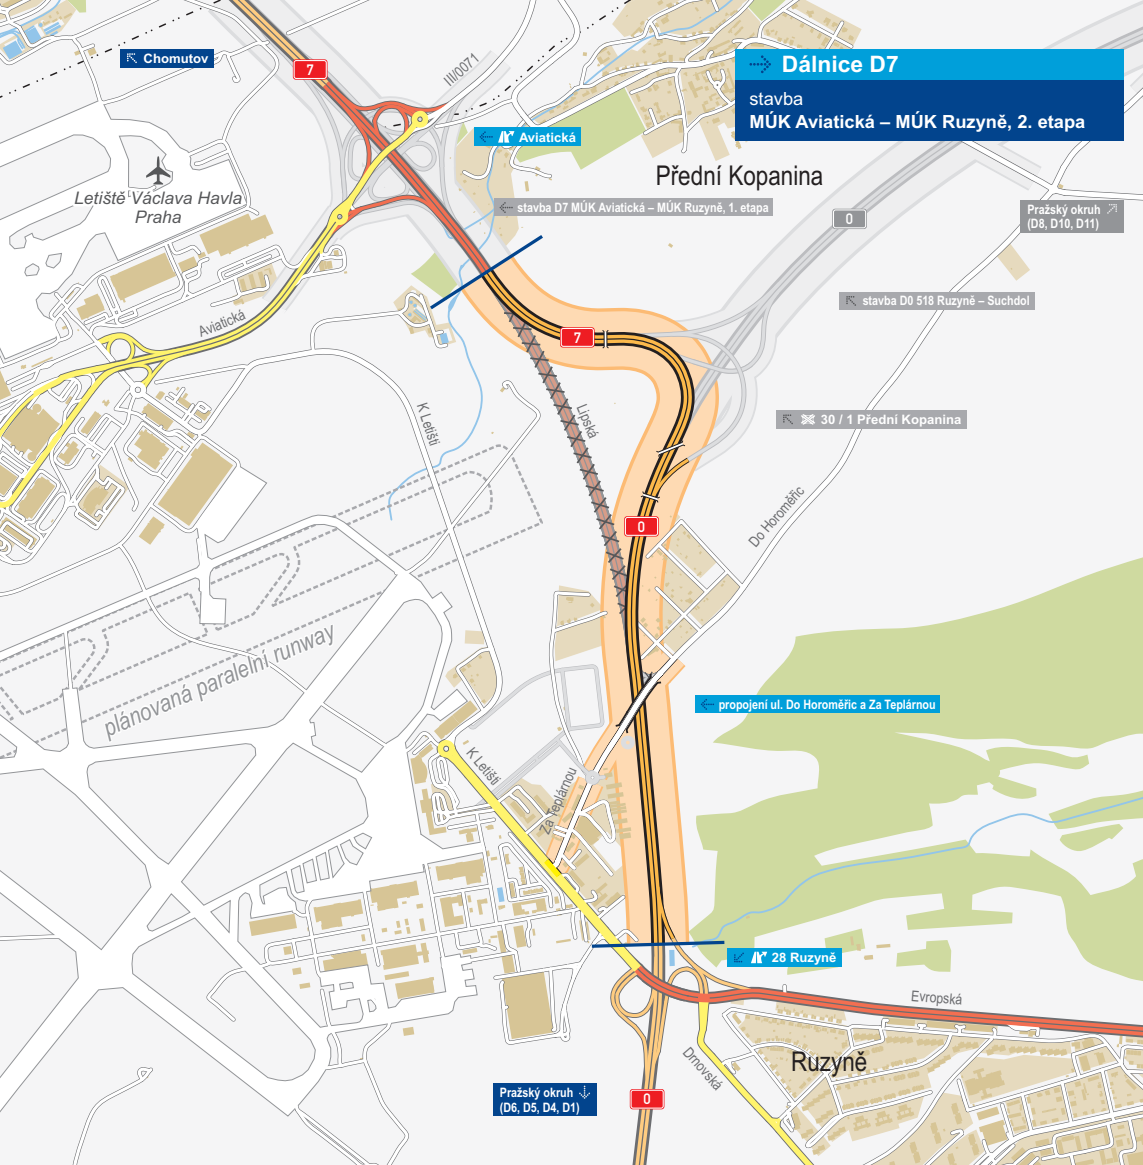 Dálnice D7
stavba
MÚK Aviatická – MÚK Ruzyně, 2. etapa
Chomutov
7
III/0071
Aviatická
Přední Kopanina
Letiště Václava Havla
Praha
stavba D7 MÚK Aviatická – MÚK Ruzyně, 1. etapa
0
Pražský okruh
(D8, D10, D11)
stavba D0 518 Ruzyně – Suchdol
Aviatická
7
K Letišti
Lipská
30 / 1 Přední Kopanina
Do Horoměřic
0
plánovaná paralelní runway
propojení ul. Do Horoměřic a Za Teplárnou
K Letišti
Za Teplárnou
28 Ruzyně
Evropská
Ruzyně
Drnovská
Pražský okruh
(D6, D5, D4, D1)
0